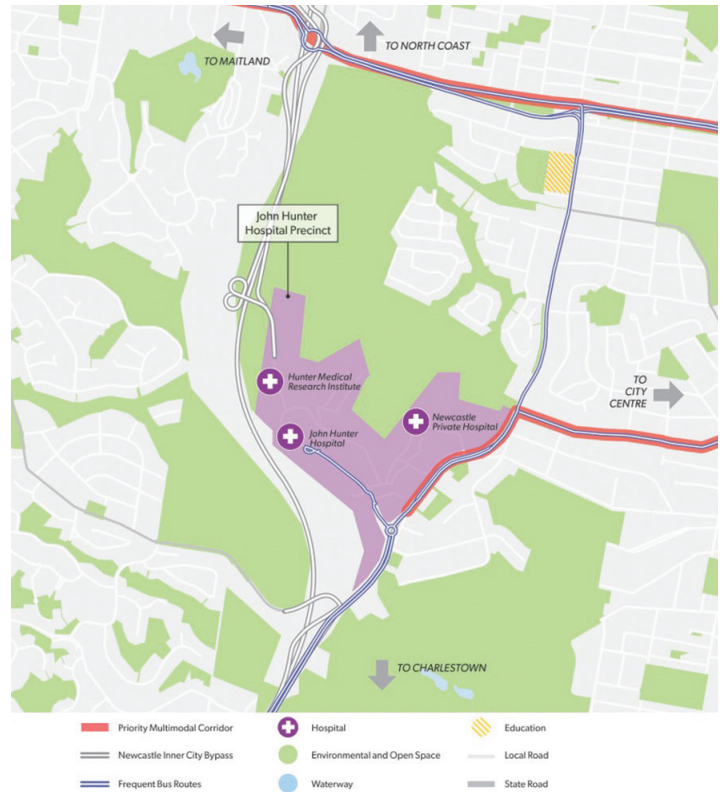 TO NORTH COAST
TO MAITLAND
John Hunter
Hospital Precinct
Hunter Medical
Research Institute
TO
CITY
CENTRE
Newcastle
Private Hospital
John Hunter
Hospital
TO CHARLESTOWN
Priority Multimodal Corridor
Hospital
Education
Newcastle Inner City Bypass
Environmental and Open Space
Local Road
Frequent Bus Routes
Waterway
State Road